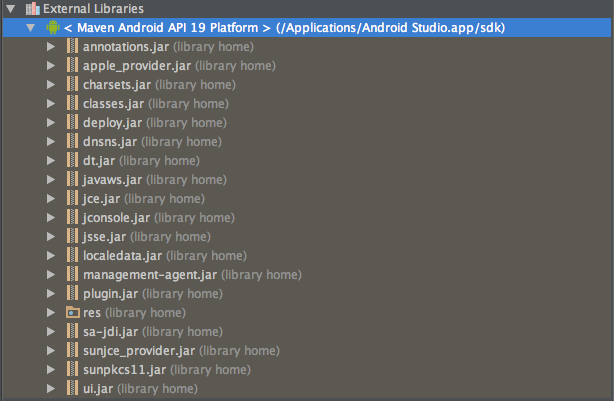 External Libraries
< Maven Android API 19 Platform > (/Applications/Android Studio.app/sdk)
annotations.jar (library home)
apple_provider.jar (library home)
charsets.jar (library home)
classes.jar (library home)
deploy.jar (library home)
dnsns.jar (library home)
dt.jar (library home)
javaws.jar (library home)
jce.jar (library home)
jconsole.jar (library home)
jsse.jar (library home)
localedata.jar (library home)
management-agent.jar (library home)
plugin.jar (library home)
res (library home)
sa-jdi.jar (library home)
sunjce_provider.jar (library home)
sunpkcs11.jar (library home)
ui.jar (library home)